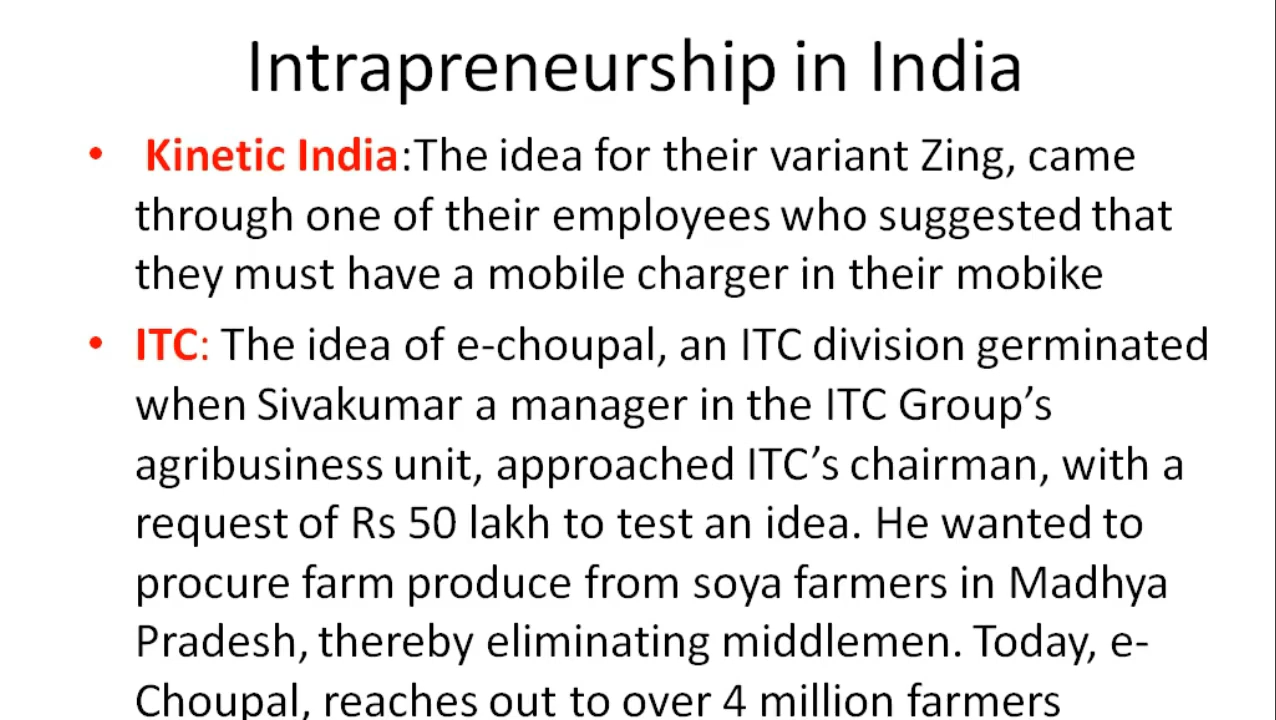 Intrapreneurship in India
• Kinetic India:The idea for their variant Zing, came
through one of their employees who suggested that
they must have a mobile charger in their mobike
• ITC: The idea of e-choupal, an ITC division germinated
when Sivakumar a manager in the ITC Group’s
agribusiness unit, approached ITC’s chairman, with a
request of Rs 50 lakh to test an idea. He wanted to
procure farm produce from soya farmers in Madhya
Pradesh, thereby eliminating middlemen. Today, e-
Choupal, reaches out to over 4 million farmers